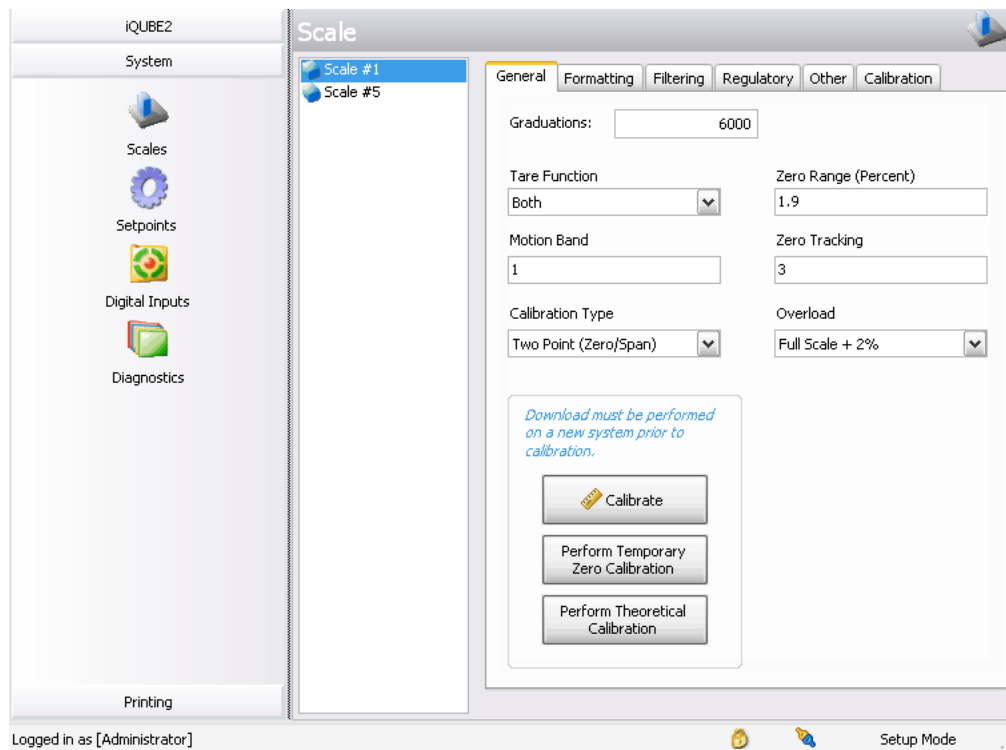 iQUBE2
System
Scales
Setpoints
Digital Inputs
Diagnostics
Printing
Scale
Scale #1
Scale #5
General Formatting Filtering Regulatory Other Calibration
Graduations: 6000
Tare Function Zero Range (Percent)
Both 1.9
Motion Band Zero Tracking
1 3
Calibration Type Overload
Two Point (Zero/Span) Full Scale + 2%
Download must be performed
on a new system prior to
calibration.
Calibrate
Perform Temporary
Zero Calibration
Perform Theoretical
Calibration
Logged in as [Administrator] Setup Mode